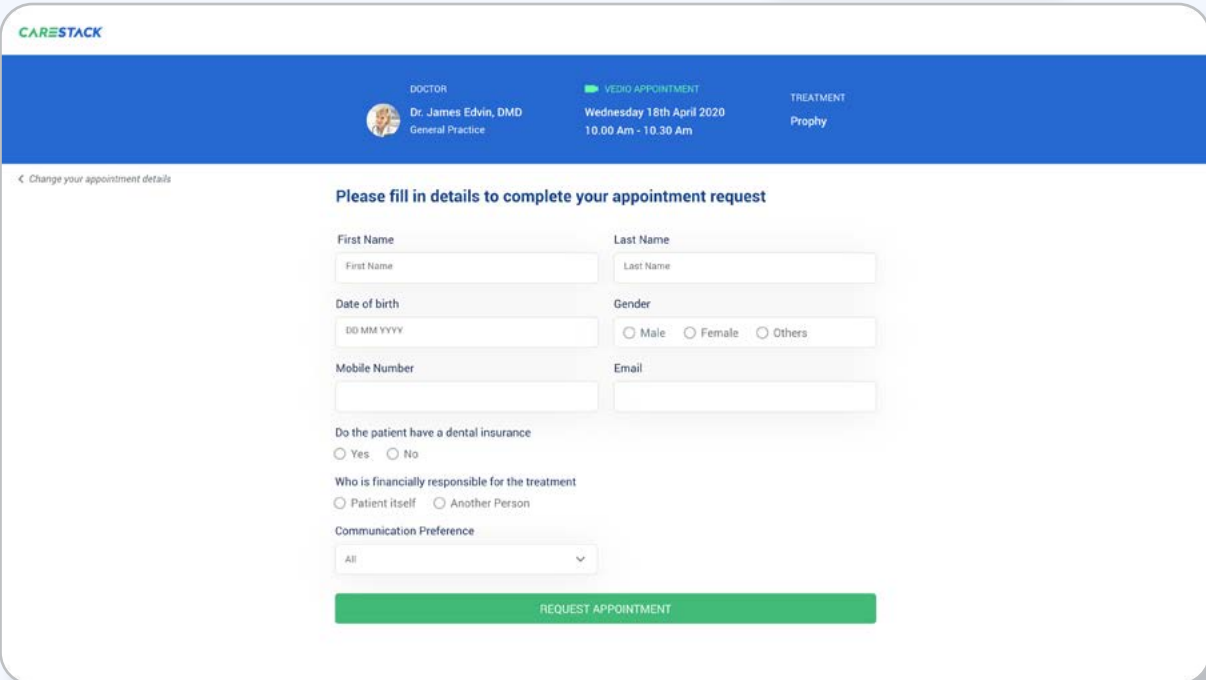 CARESTACK
DOCTOR
Dr. James Edvin, DMD
General Practice
VEDIO APPOINTMENT
Wednesday 18th April 2020
10.00 Am - 10.30 Am
TREATMENT
Prophy
Change your appointment details
Please fill in details to complete your appointment request
First Name
Last Name
First Name
Last Name
Date of birth
Gender
DD MM YYYY
Male Female Others
Mobile Number
Email
Do the patient have a dental insurance
Yes No
Who is financially responsible for the treatment
Patient itself Another Person
Communication Preference
All
REQUEST APPOINTMENT